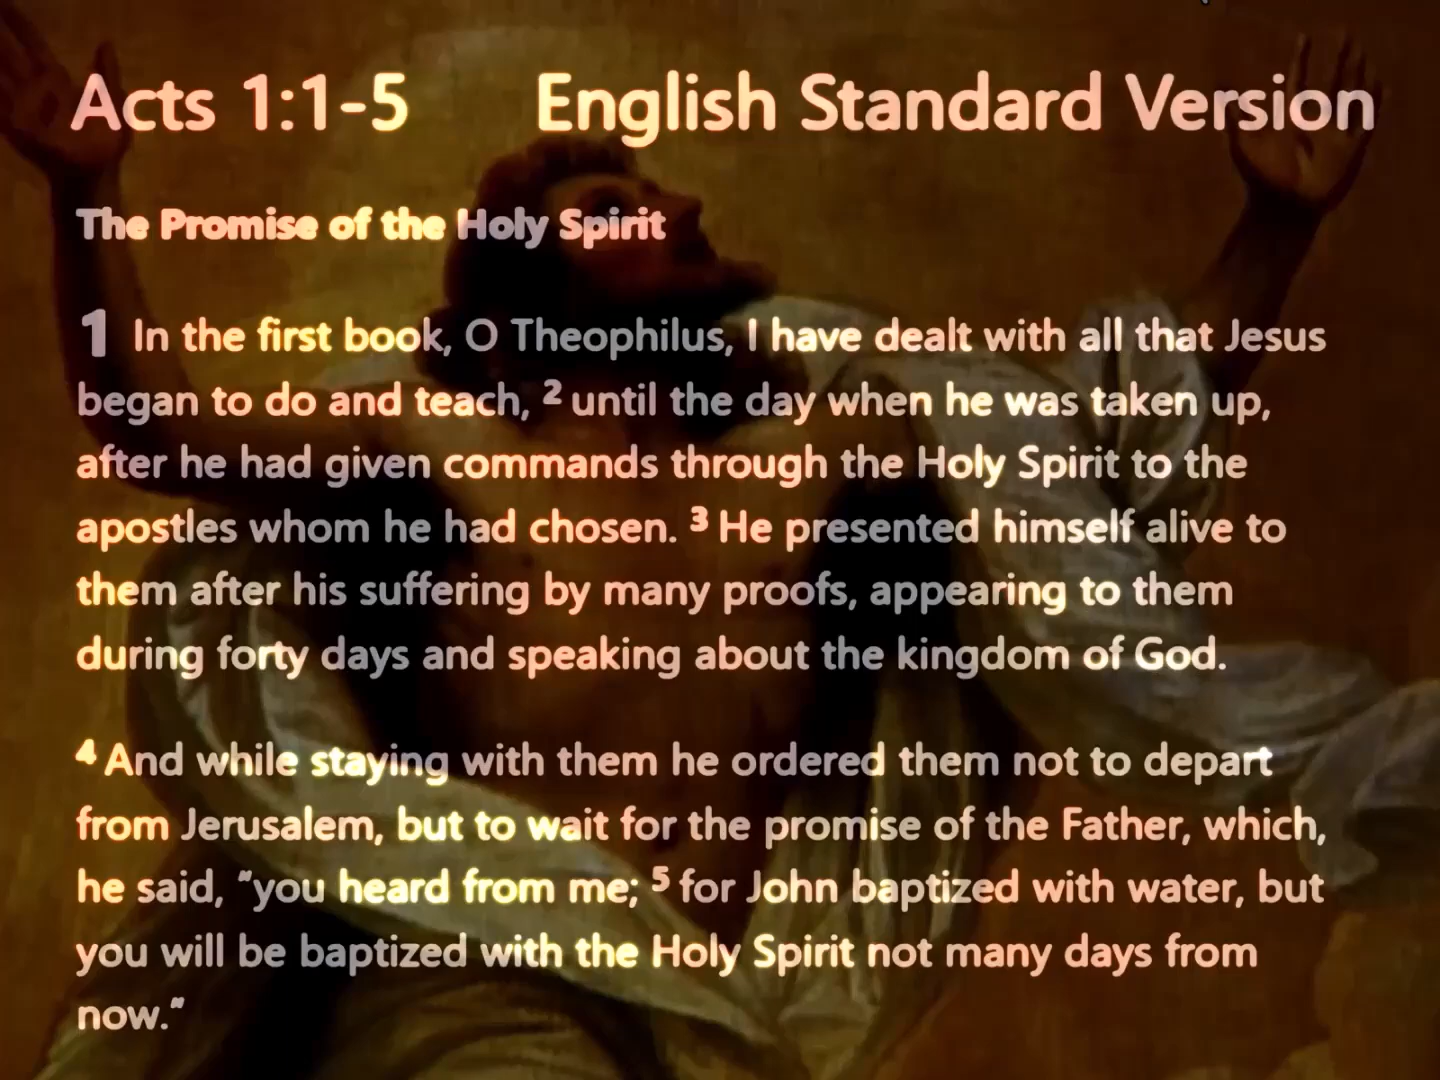 Acts 1:1-5 English Standard Version
The Promise of the Holy Spirit
1 In the first book, O Theophilus, I have dealt with all that Jesus
began to do and teach, 2 until the day when he was taken up,
after he had given commands through the Holy Spirit to the
apostles whom he had chosen. 3 He presented himself alive to
them after his suffering by many proofs, appearing to them
during forty days and speaking about the kingdom of God.
4 And while staying with them he ordered them not to depart
from Jerusalem, but to wait for the promise of the Father, which,
he said, "you heard from me; 5 for John baptized with water, but
you will be baptized with the Holy Spirit not many days from
now."